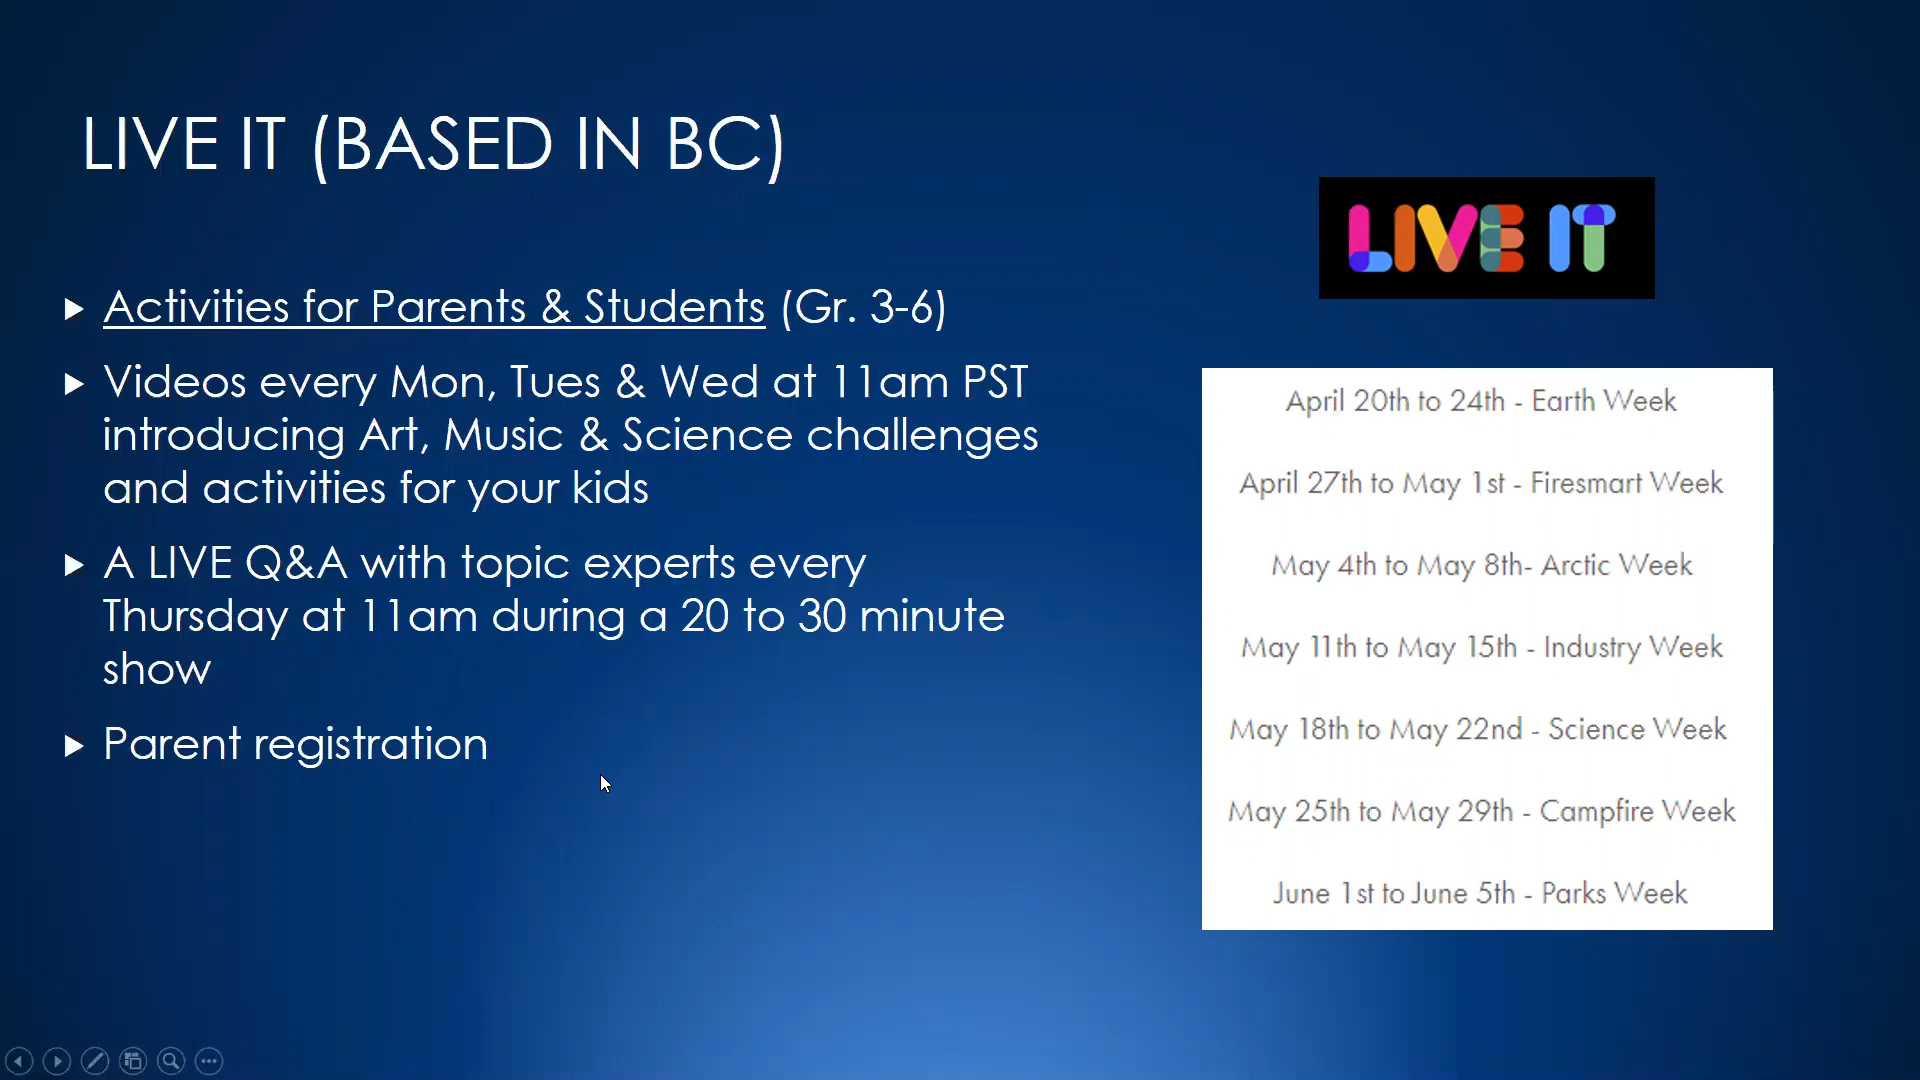 LIVE IT (BASED IN BC)
Activities for Parents & Students (Gr. 3-6)
Videos every Mon, Tues & Wed at 11am PST
introducing Art, Music & Science challenges
and activities for your kids
A LIVE Q&A with topic experts every
Thursday at 11am during a 20 to 30 minute
show
Parent registration
LIVE IT
April 20th to 24th - Earth Week
April 27th to May 1st - Firesmart Week
May 4th to May 8th- Arctic Week
May 11th to May 15th - Industry Week
May 18th to May 22nd - Science Week
May 25th to May 29th - Campfire Week
June 1st to June 5th - Parks Week